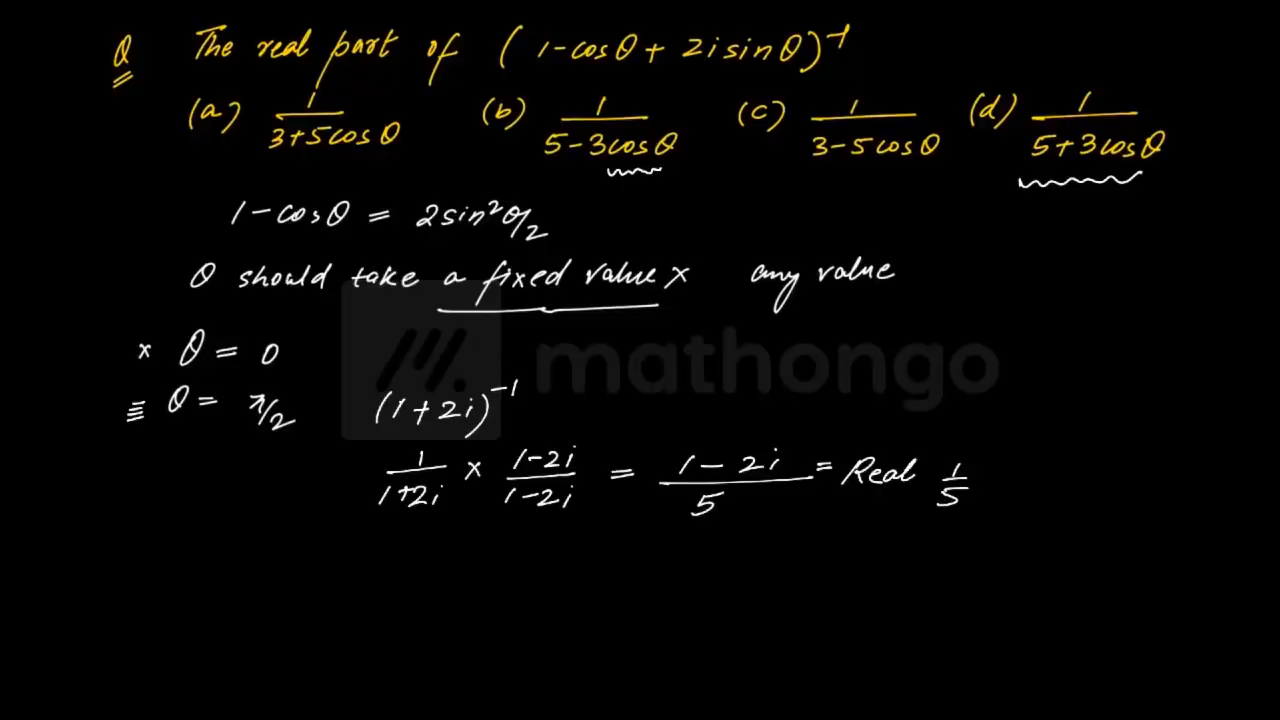 Q The real part of (1-cosθ + 2i sinθ)⁻¹
(a) 1/(3+5cosθ) (b) 1/(5-3cosθ) (c) 1/(3-5cosθ) (d) 1/(5+3cosθ)
1-cosθ = 2sin²θ/2
θ should take a fixed value × any value
mathongo
× θ = 0
≡ θ = π/2 (1+2i)⁻¹
1/(1+2i) × (1-2i)/(1-2i) = (1-2i)/5 = Real 1/5